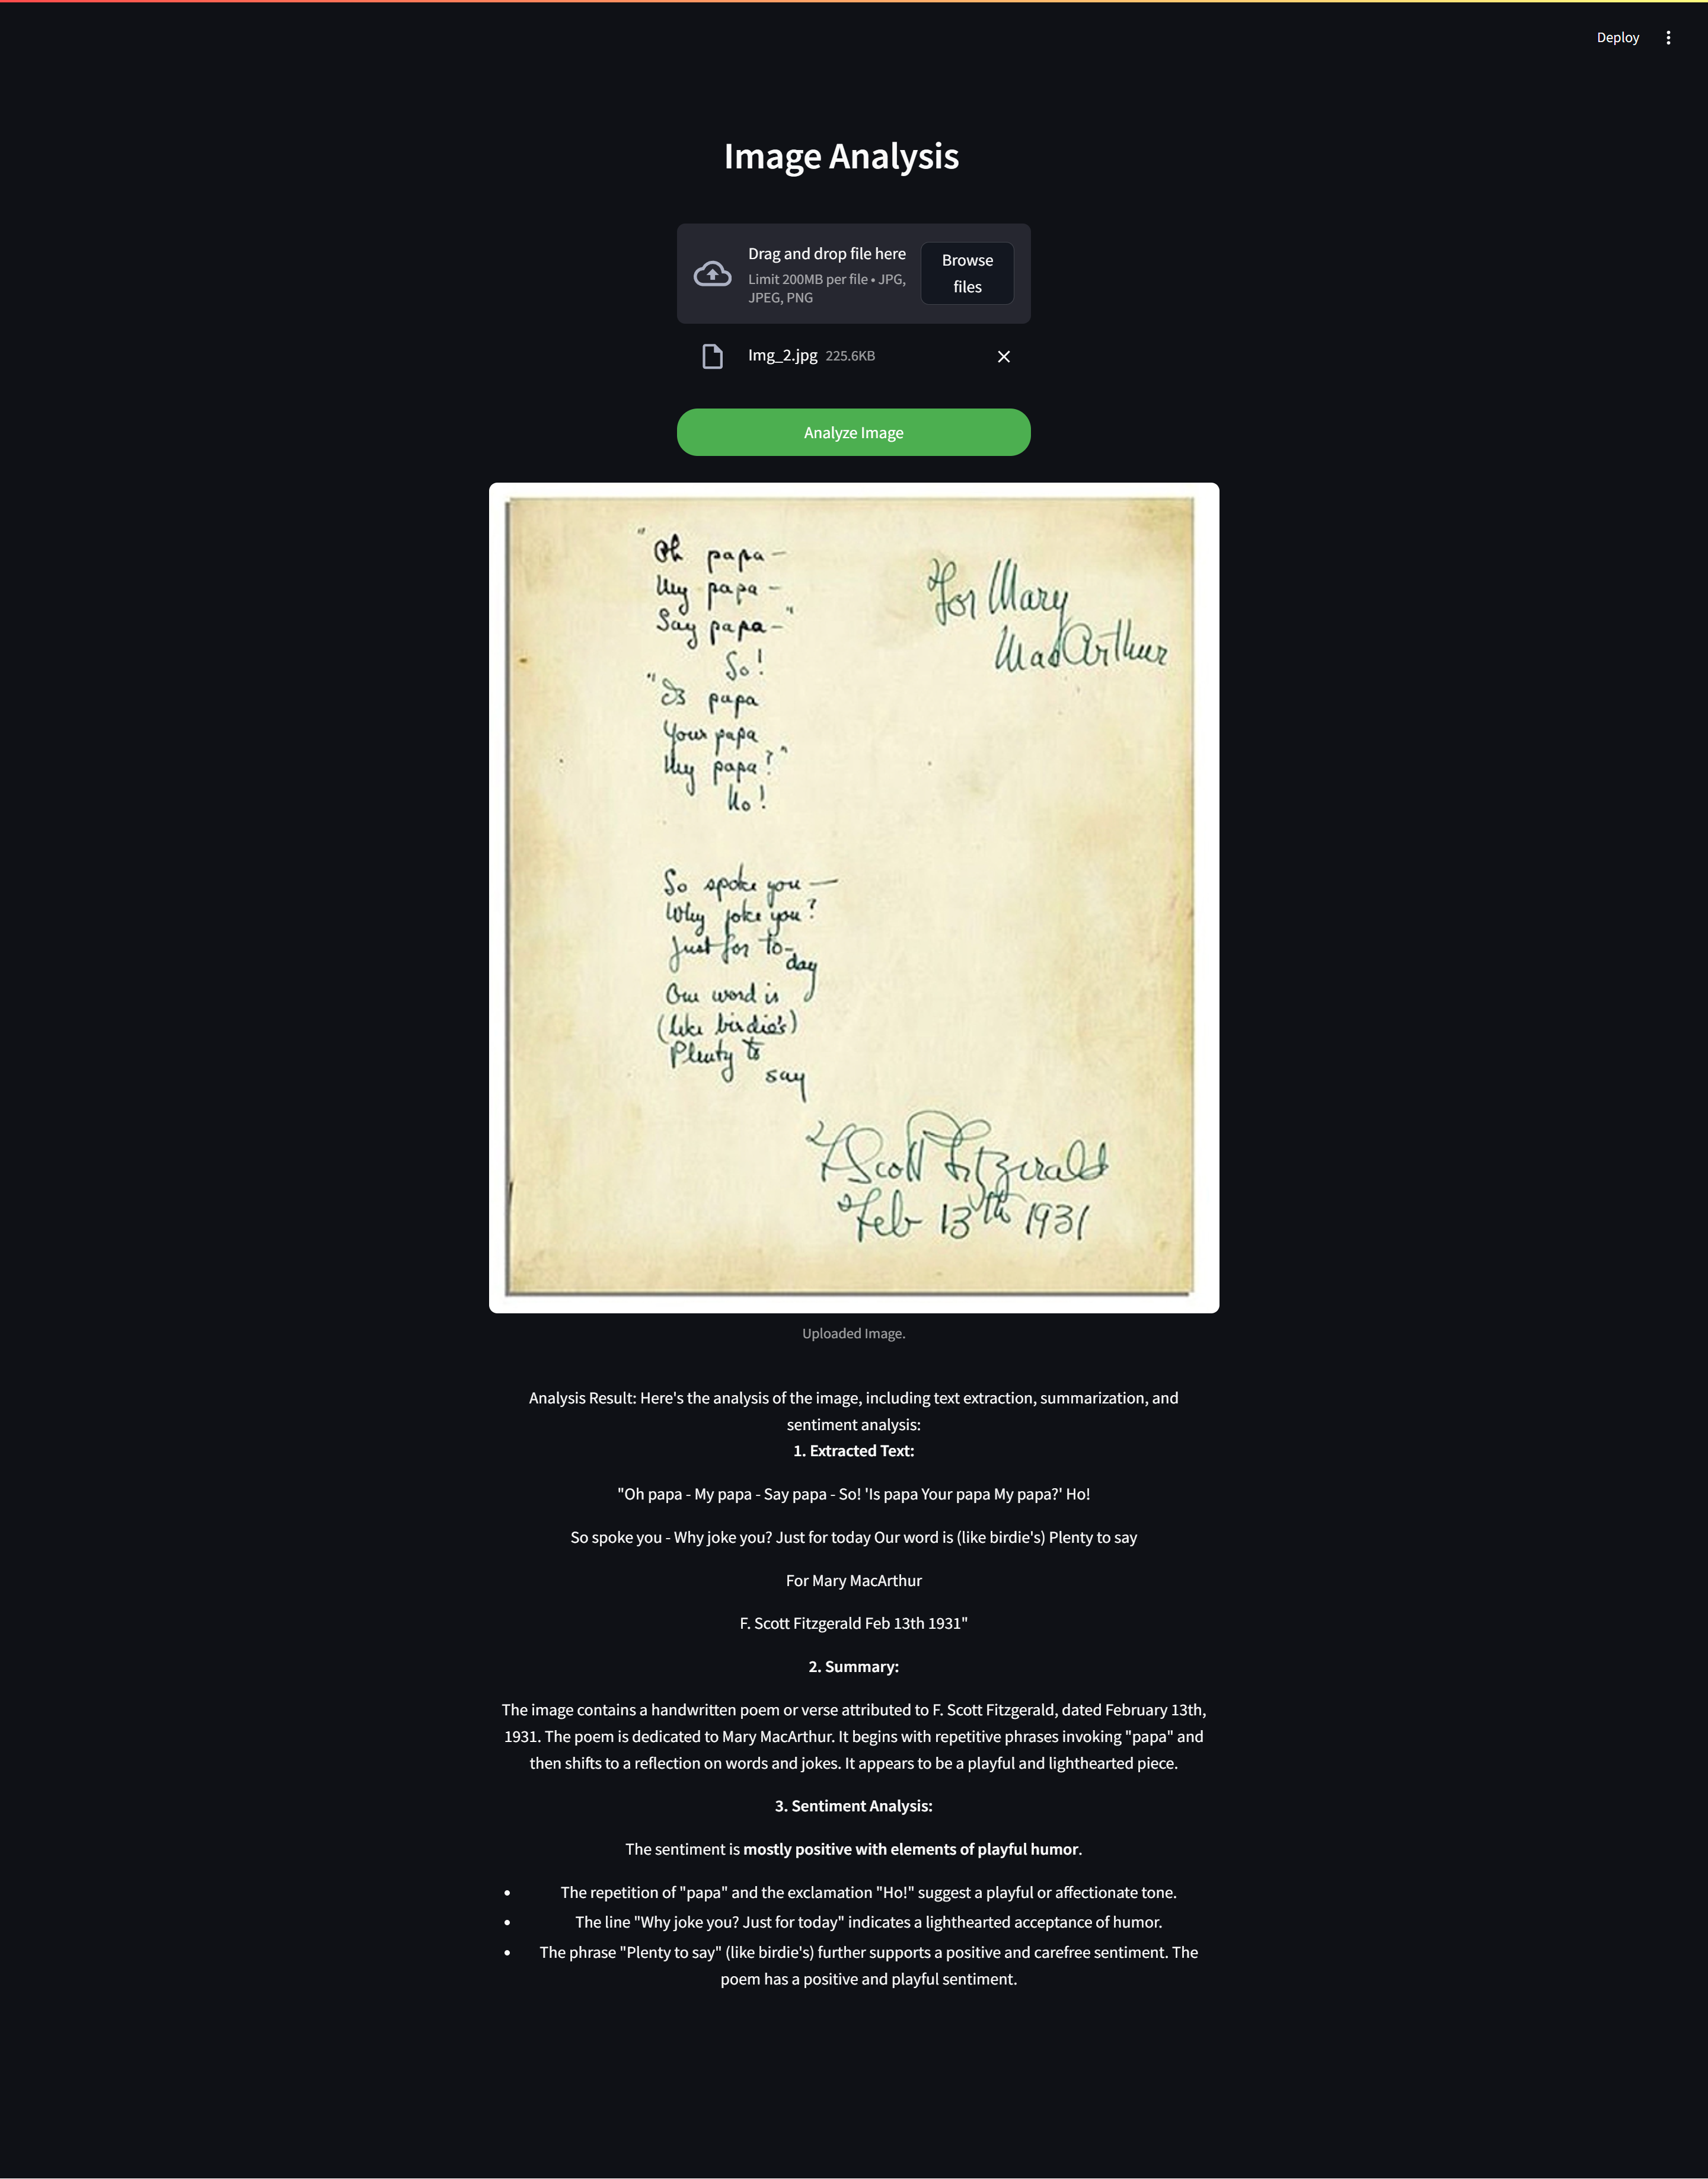 Deploy
Image Analysis
Drag and drop file here
Limit 200MB per file • JPG,
JPEG, PNG
Browse
files
Img_2.jpg 225.6KB
Analyze Image
"Oh papa —
My papa —
Say papa —"
So!
"Is papa
Your papa
My papa?"
No!
For Mary
MacArthur
So spoke you —
Why joke you?
Just for to-
day
Our word is
(like birdie's)
Plenty to
say
F Scott Fitzgerald
Feb 13th 1931
Uploaded Image.
Analysis Result: Here's the analysis of the image, including text extraction, summarization, and
sentiment analysis:
1. Extracted Text:
"Oh papa - My papa - Say papa - So! 'Is papa Your papa My papa?' Ho!
So spoke you - Why joke you? Just for today Our word is (like birdie's) Plenty to say
For Mary MacArthur
F. Scott Fitzgerald Feb 13th 1931"
2. Summary:
The image contains a handwritten poem or verse attributed to F. Scott Fitzgerald, dated February 13th,
1931. The poem is dedicated to Mary MacArthur. It begins with repetitive phrases invoking "papa" and
then shifts to a reflection on words and jokes. It appears to be a playful and lighthearted piece.
3. Sentiment Analysis:
The sentiment is mostly positive with elements of playful humor.
• The repetition of "papa" and the exclamation "Ho!" suggest a playful or affectionate tone.
• The line "Why joke you? Just for today" indicates a lighthearted acceptance of humor.
• The phrase "Plenty to say" (like birdie's) further supports a positive and carefree sentiment. The
poem has a positive and playful sentiment.